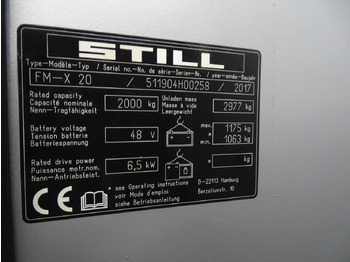 STILL
Type-Modèle-Typ / Serial no.-No. de série-Serien-Nr. / year-année-Baujahr
FM-X 20 / 511904H00258 / 2017
Rated capacity
Capacité nominale
Nenn-Tragfähigkeit
2000 kg
Unladen mass
Masse à vide
Leergewicht
2977 kg
Battery voltage
Tension batterie
Batteriespannung
48 V
max 1175 kg
min 1063 kg
Rated drive power
Puissance motr. nom.
Nenn-Antriebsleist.
6,5 kW
kg
CE
see Operating instructions
voir Mode d'emploi
siehe Betriebsanleitung
D-22113 Hamburg
Berzeliusstr. 10